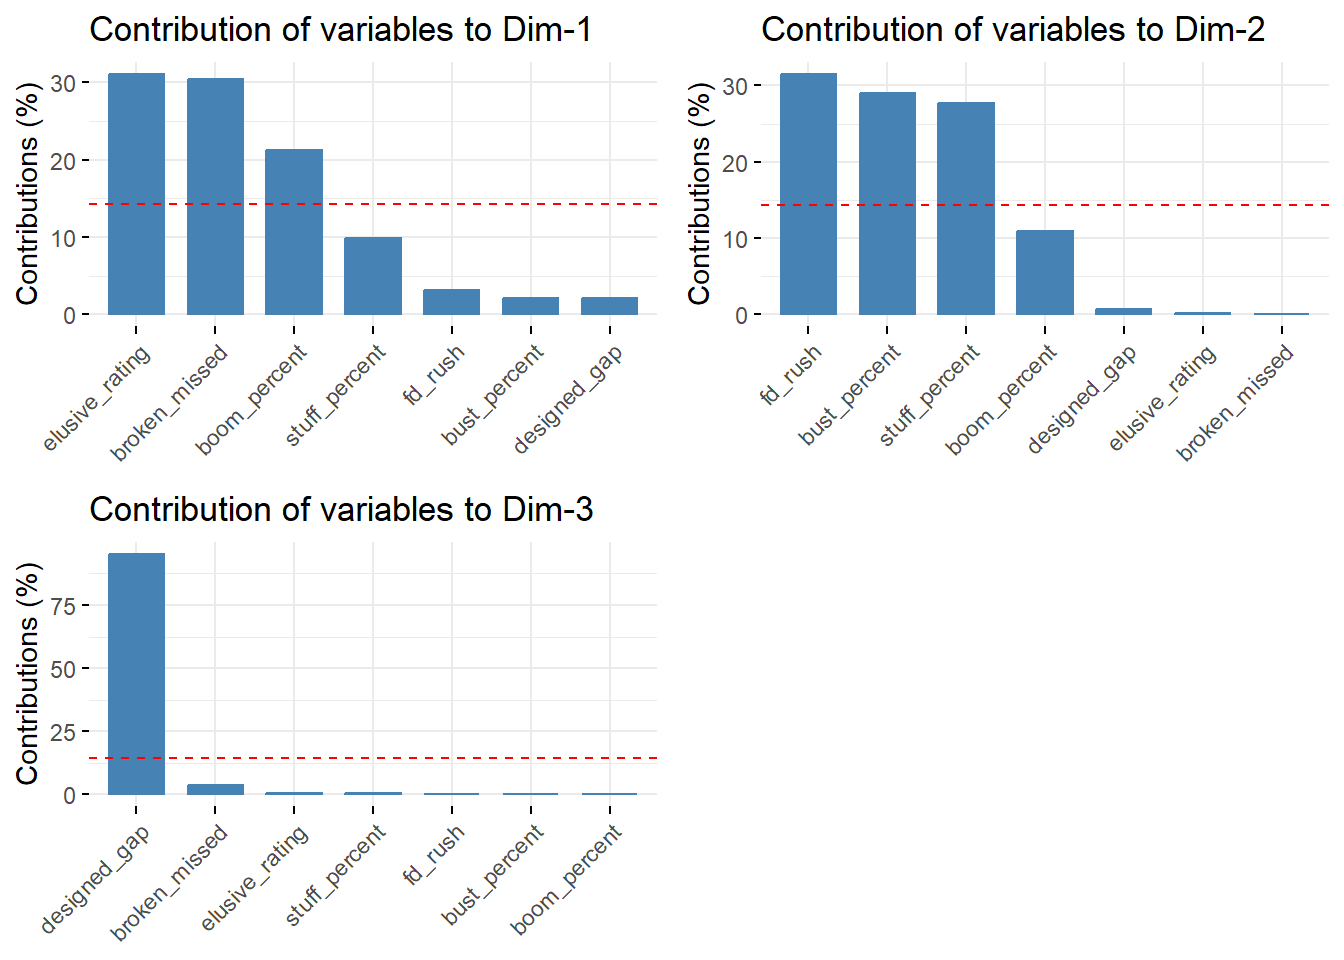 Contribution of variables to Dim-1
Contributions (%)
30
20
10
0
elusive_rating
broken_missed
boom_percent
stuff_percent
fd_rush
bust_percent
designed_gap
Contribution of variables to Dim-2
Contributions (%)
30
20
10
0
fd_rush
bust_percent
stuff_percent
boom_percent
designed_gap
elusive_rating
broken_missed
Contribution of variables to Dim-3
Contributions (%)
75
50
25
0
designed_gap
broken_missed
elusive_rating
stuff_percent
fd_rush
bust_percent
boom_percent